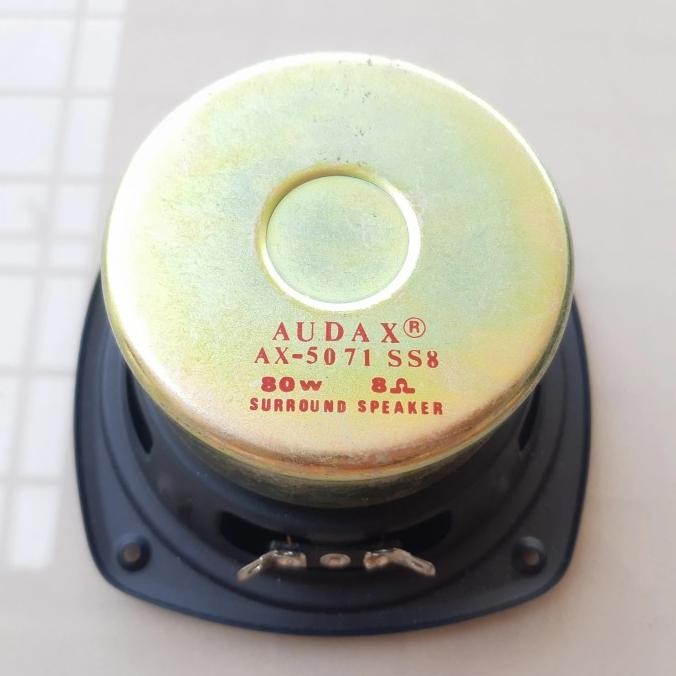 AUDAX®
AX-5071 SS8
80W 8Ω
SURROUND SPEAKER